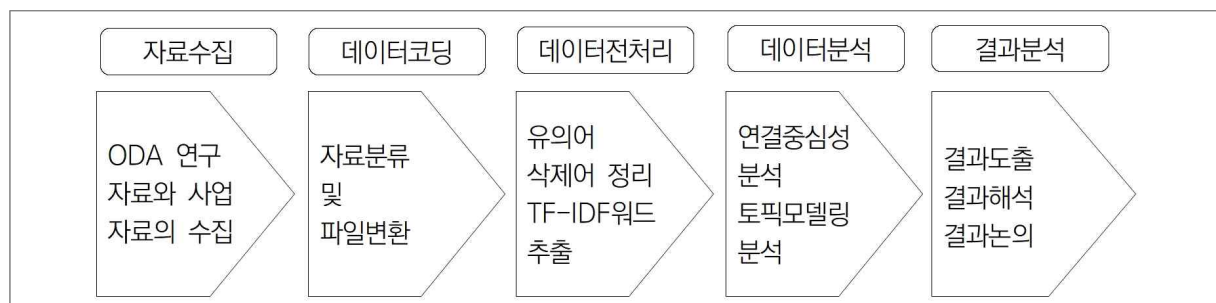 자료수집
데이터코딩
데이터전처리
데이터분석
결과분석
ODA 연구
자료와 사업
자료의 수집
자료분류
및
파일변환
유의어
삭제어 정리
TF-IDF워드
추출
연결중심성
분석
토픽모델링
분석
결과도출
결과해석
결과논의